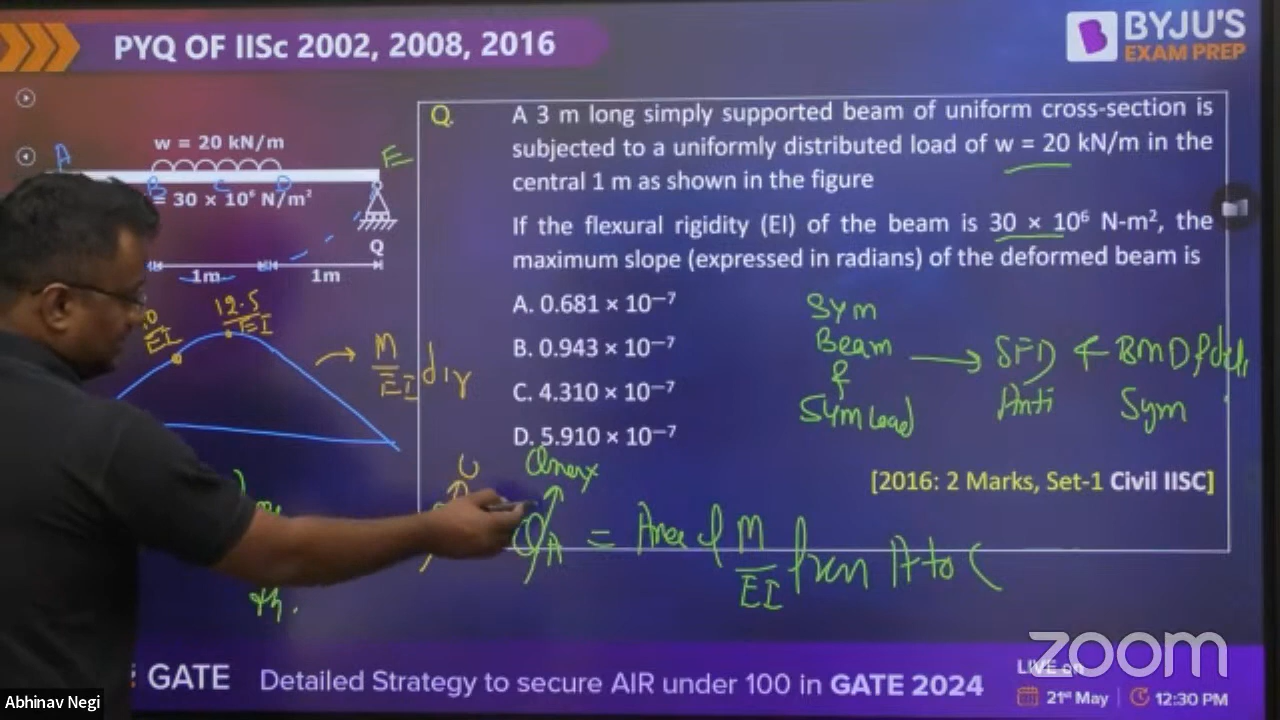 PYQ OF IISc 2002, 2008, 2016
BYJU'S
EXAM PREP
w = 20 kN/m
A
E
B C D
= 30 × 10⁶ N/m²
Q
1m
1m
12.5
EI
EI
M
EI
Q.
A 3 m long simply supported beam of uniform cross-section is
subjected to a uniformly distributed load of w = 20 kN/m in the
central 1 m as shown in the figure
If the flexural rigidity (EI) of the beam is 30 × 10⁶ N-m², the
maximum slope (expressed in radians) of the deformed beam is
A. 0.681 × 10⁻⁷
B. 0.943 × 10⁻⁷
C. 4.310 × 10⁻⁷
D. 5.910 × 10⁻⁷
Sym
Beam
&
Sym Load
SFD
Anti
BMD
Sym
[2016: 2 Marks, Set-1 Civil IISC]
= Area of M
EI
from A to C
th.
GATE
Detailed Strategy to secure AIR under 100 in GATE 2024
LIVE on
21st May
12:30 PM
zoom
Abhinav Negi